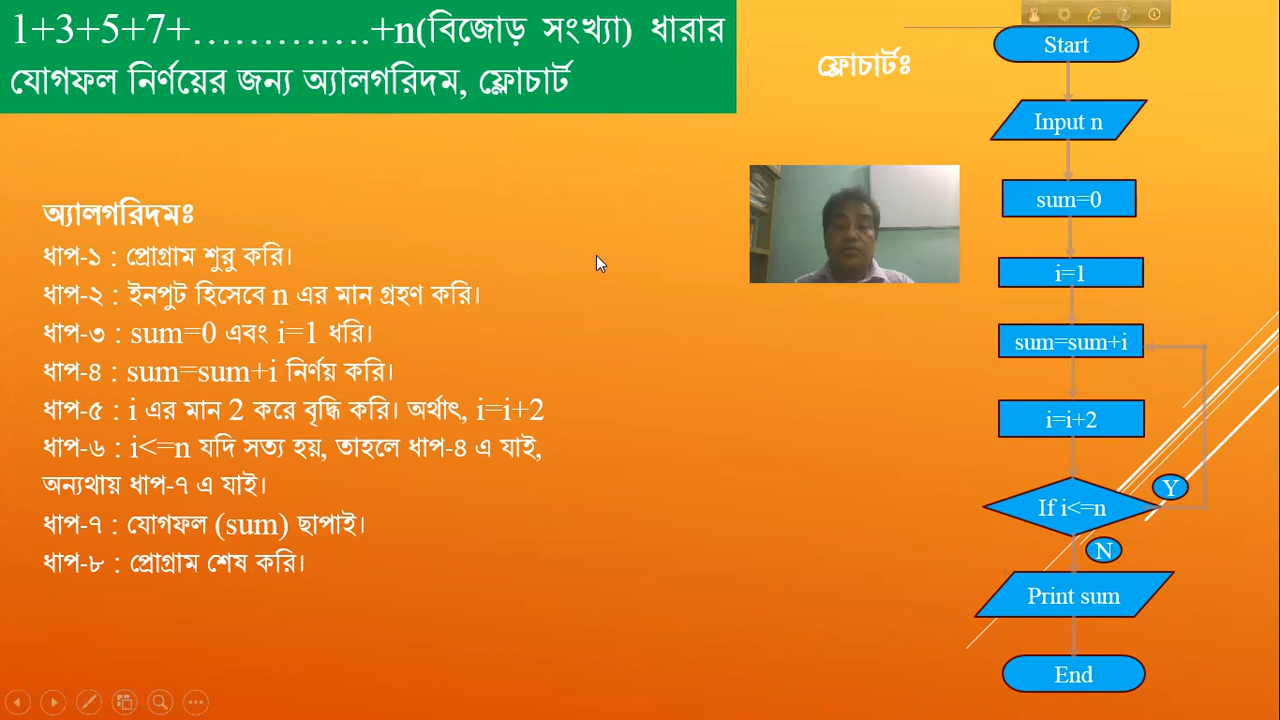 1+3+5+7+………….+n(বিজোড় সংখ্যা) ধারার
যোগফল নির্ণয়ের জন্য অ্যালগরিদম, ফ্লোচার্ট
অ্যালগরিদমঃ
ধাপ-১ : প্রোগ্রাম শুরু করি।
ধাপ-২ : ইনপুট হিসেবে n এর মান গ্রহণ করি।
ধাপ-৩ : sum=0 এবং i=1 ধরি।
ধাপ-৪ : sum=sum+i নির্ণয় করি।
ধাপ-৫ : i এর মান 2 করে বৃদ্ধি করি। অর্থাৎ, i=i+2
ধাপ-৬ : i<=n যদি সত্য হয়, তাহলে ধাপ-৪ এ যাই,
অন্যথায় ধাপ-৭ এ যাই।
ধাপ-৭ : যোগফল (sum) ছাপাই।
ধাপ-৮ : প্রোগ্রাম শেষ করি।
ফ্লোচার্টঃ
Start
Input n
sum=0
i=1
sum=sum+i
i=i+2
If i<=n
Y
N
Print sum
End